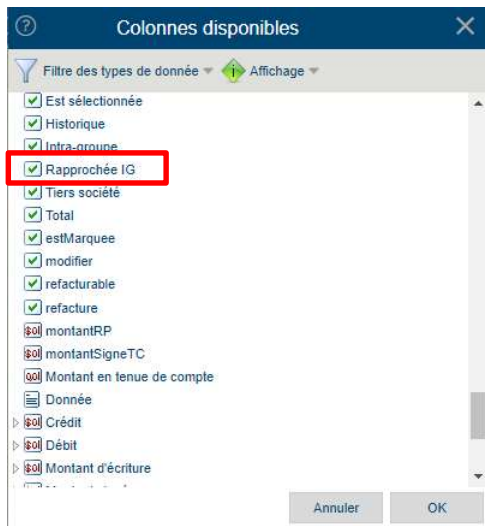 Colonnes disponibles
Filtre des types de donnée Affichage
Est sélectionnée
Historique
Intra-groupe
Rapprochée IG
Tiers société
Total
estMarquee
modifier
refacturable
refacture
montantRP
montantSigneTC
Montant en tenue de compte
Donnée
Crédit
Débit
Montant d'écriture
Annuler OK